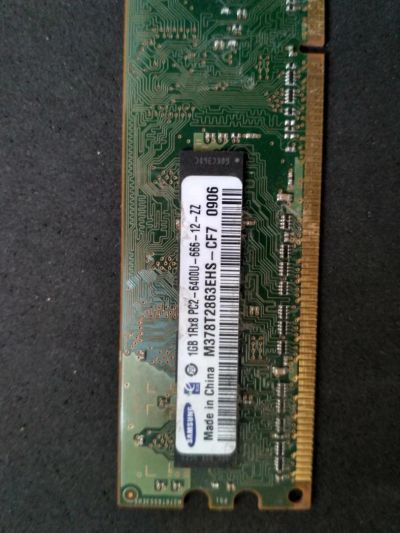 1GB 1Rx8 PC2-6400U-666-12-ZZ
M378T2863EHS-CF7 0906
Made in China
SAMSUNG